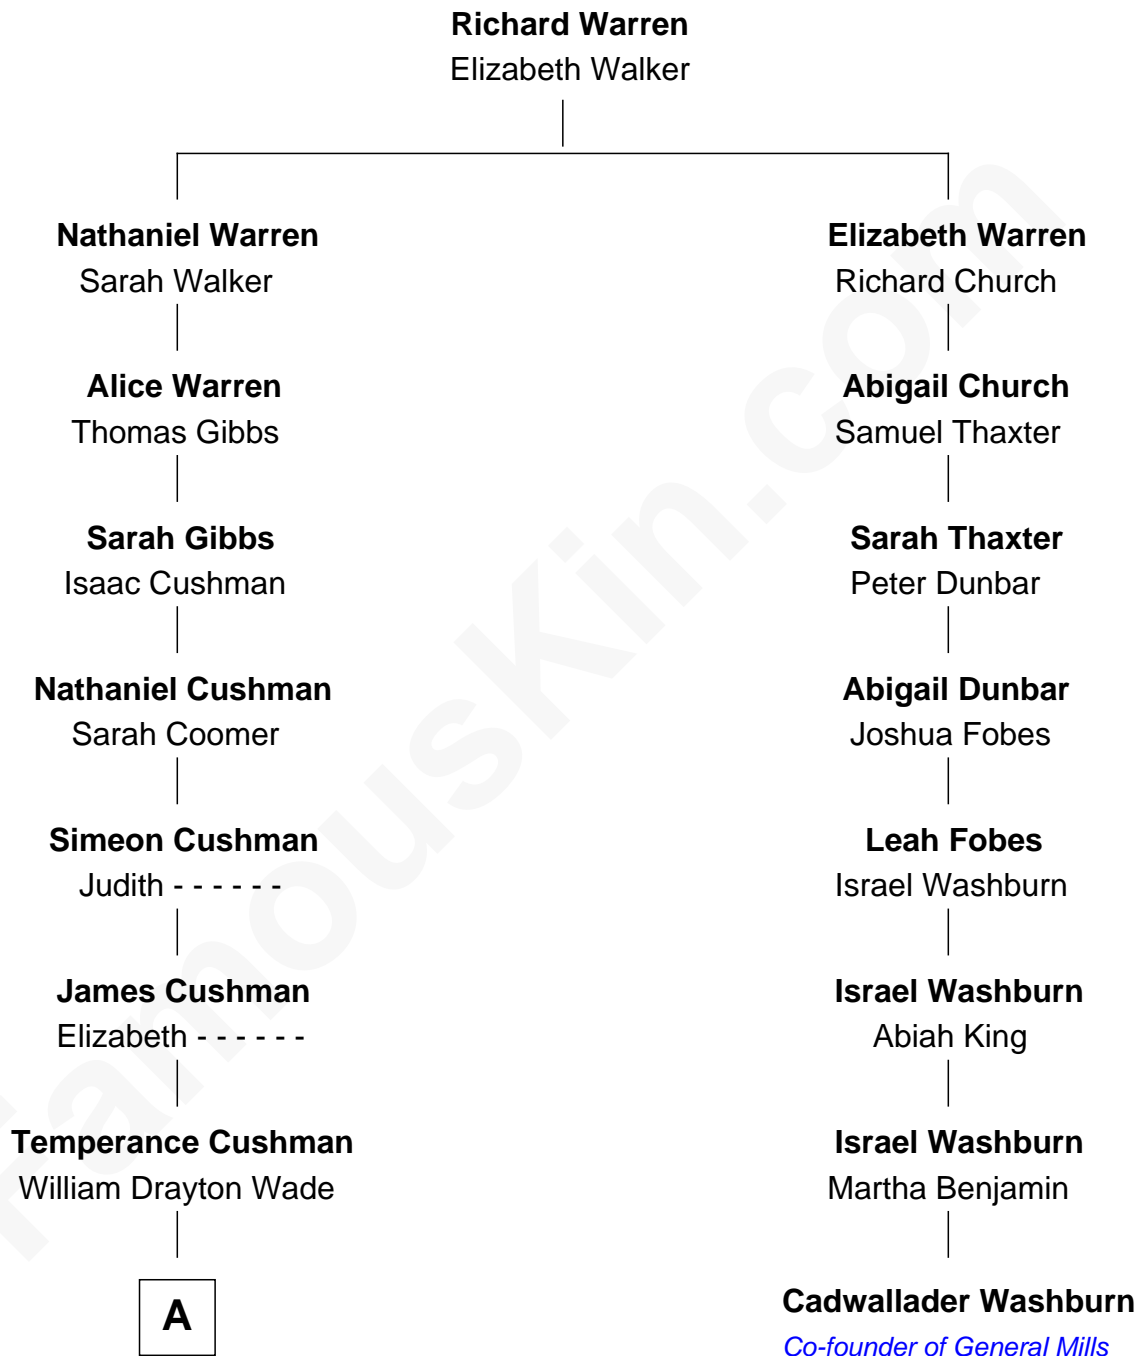 Richard Warren
Elizabeth Walker
Nathaniel Warren
Sarah Walker
Elizabeth Warren
Richard Church
Alice Warren
Thomas Gibbs
Abigail Church
Samuel Thaxter
Sarah Gibbs
Isaac Cushman
Sarah Thaxter
Peter Dunbar
Nathaniel Cushman
Sarah Coomer
Abigail Dunbar
Joshua Fobes
Simeon Cushman
Judith - - - - - -
Leah Fobes
Israel Washburn
James Cushman
Elizabeth - - - - - -
Israel Washburn
Abiah King
Temperance Cushman
William Drayton Wade
Israel Washburn
Martha Benjamin
A
Cadwallader Washburn
Co-founder of General Mills
FamousKin.com